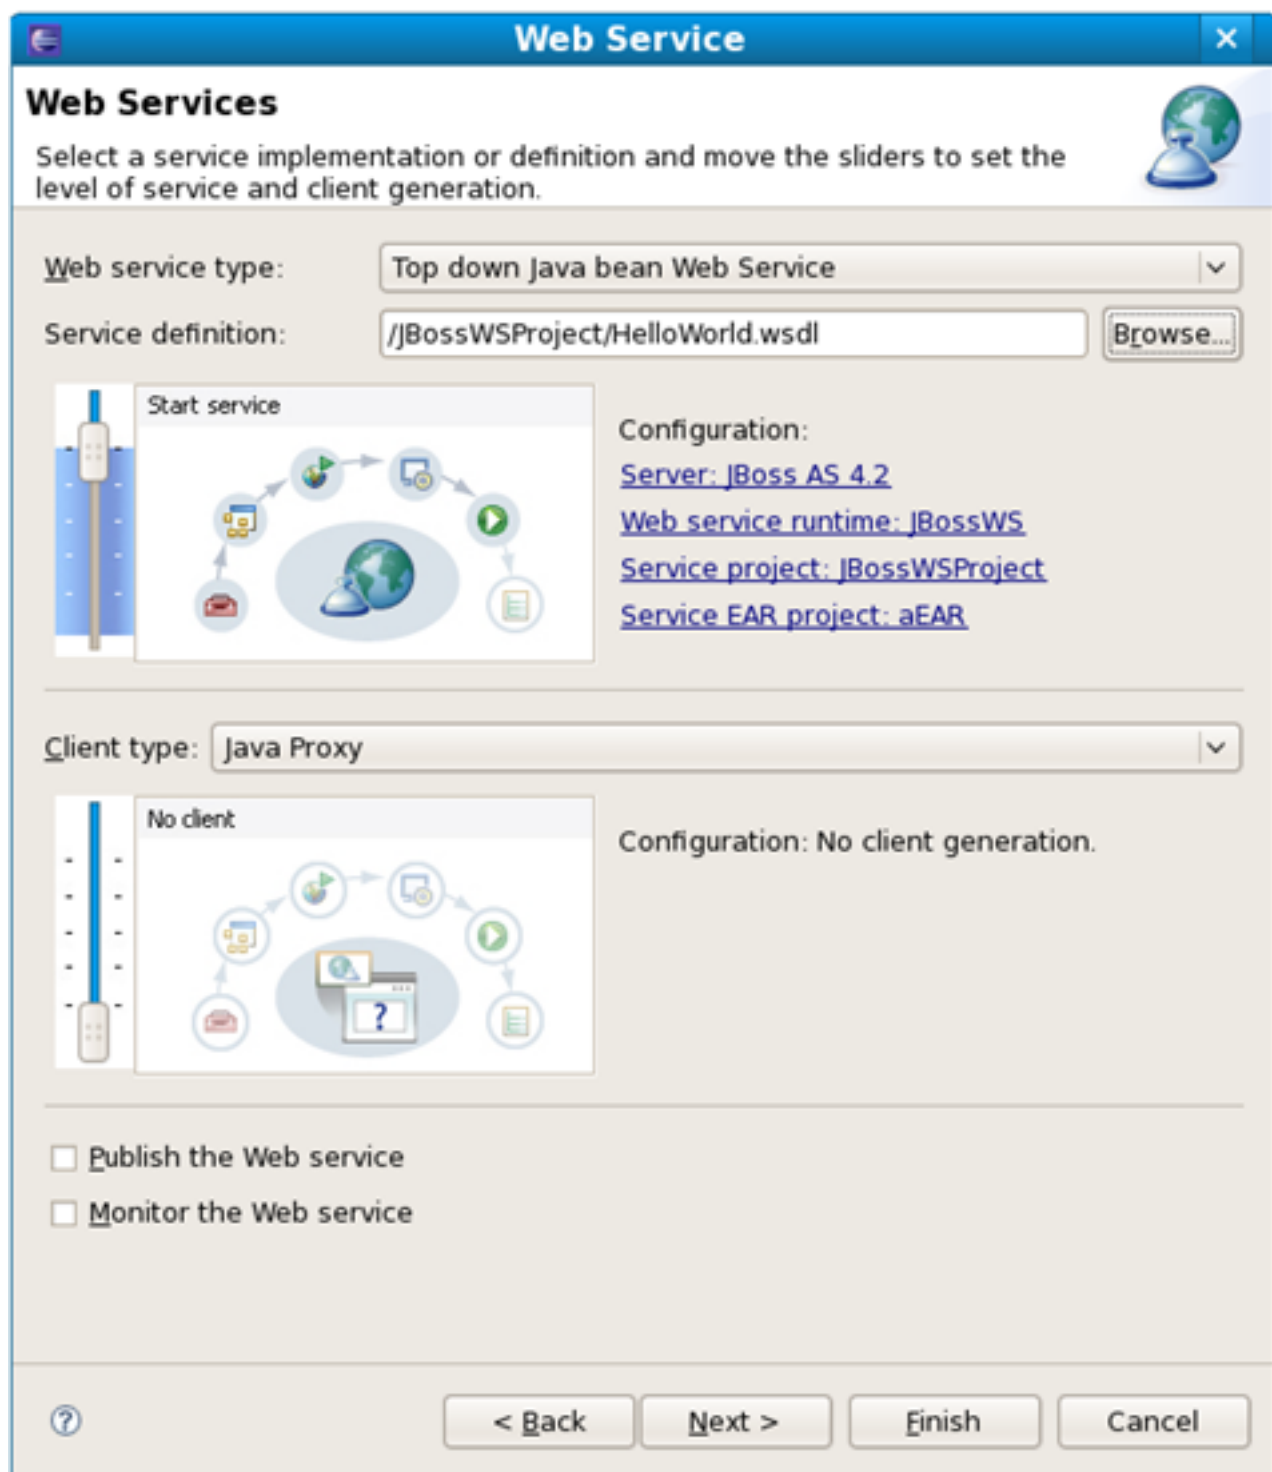 Web Service
Web Services
Select a service implementation or definition and move the sliders to set the
level of service and client generation.
Web service type: Top down Java bean Web Service
Service definition: /JBossWSProject/HelloWorld.wsdl Browse...
Start service
Configuration:
Server: JBoss AS 4.2
Web service runtime: JBossWS
Service project: JBossWSProject
Service EAR project: aEAR
Client type: Java Proxy
No client
Configuration: No client generation.
Publish the Web service
Monitor the Web service
? < Back Next > Finish Cancel